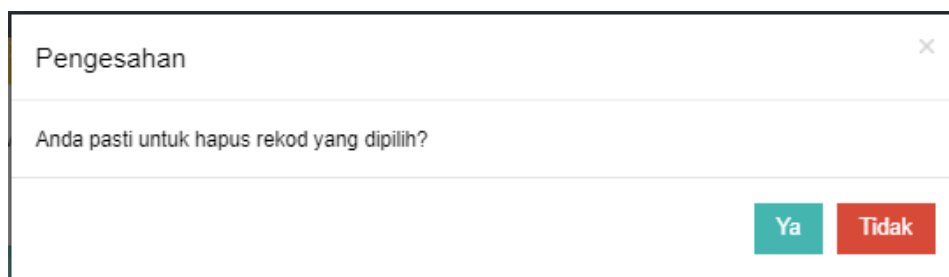 Pengesahan
Anda pasti untuk hapus rekod yang dipilih?
Ya Tidak